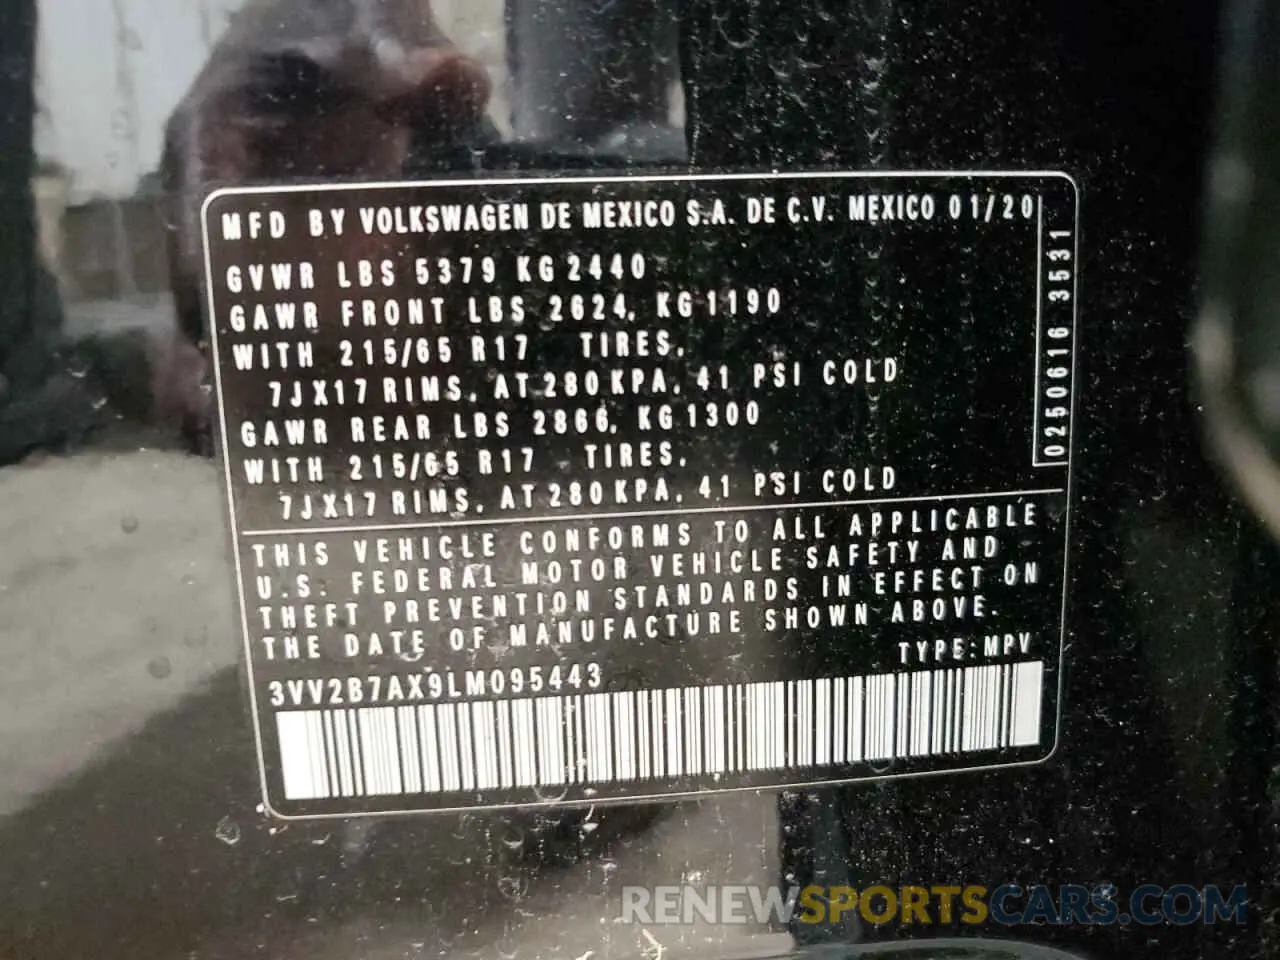 MFD BY VOLKSWAGEN DE MEXICO S.A. DE C.V. MEXICO 01/20
GVWR LBS 5379 KG 2440
GAWR FRONT LBS 2624, KG 1190
WITH 215/65 R17 TIRES,
7JX17 RIMS, AT 280 KPA, 41 PSI COLD
GAWR REAR LBS 2866, KG 1300
WITH 215/65 R17 TIRES,
7JX17 RIMS, AT 280 KPA, 41 PSI COLD
0250616 3531
THIS VEHICLE CONFORMS TO ALL APPLICABLE
U.S. FEDERAL MOTOR VEHICLE SAFETY AND
THEFT PREVENTION STANDARDS IN EFFECT ON
THE DATE OF MANUFACTURE SHOWN ABOVE.
TYPE: MPV
3VV2B7AX9LM095443
RENEWSPORTSCARS.COM